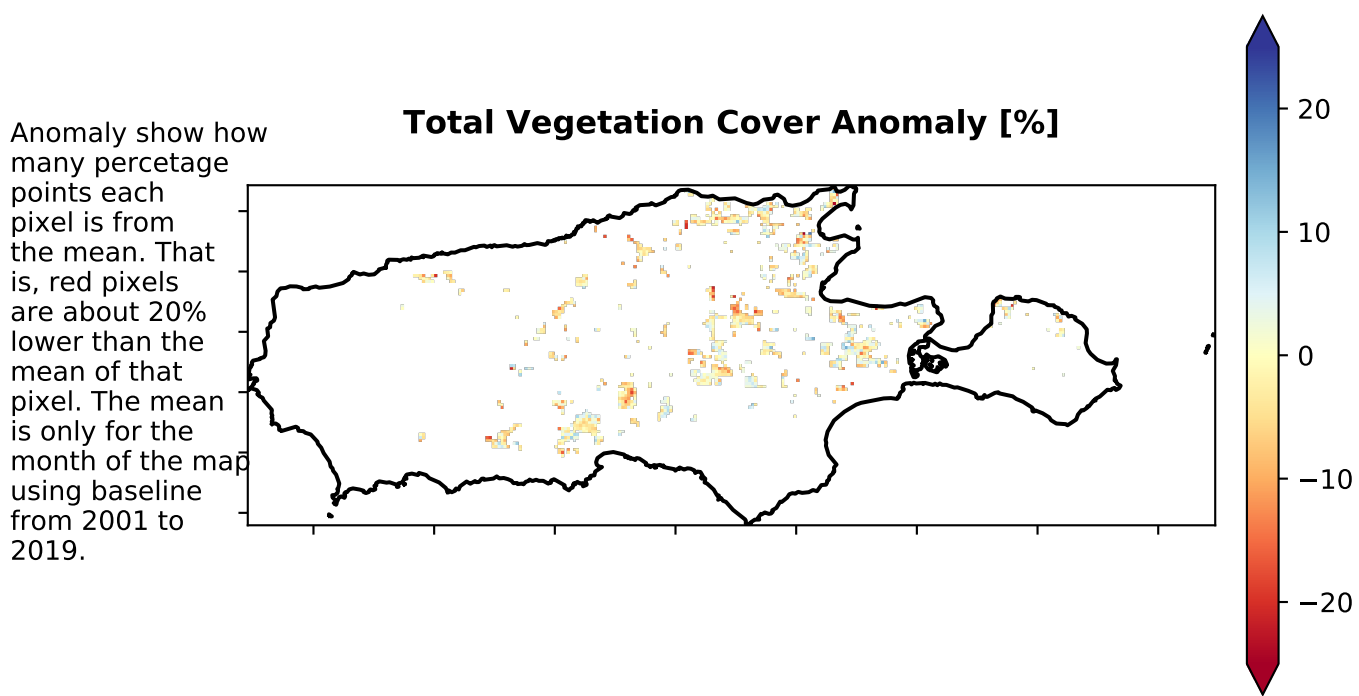 Total Vegetation Cover Anomaly [%]
Anomaly show how
many percetage
points each
pixel is from
the mean. That
is, red pixels
are about 20%
lower than the
mean of that
pixel. The mean
is only for the
month of the map
using baseline
from 2001 to
2019.
20
10
0
−10
−20